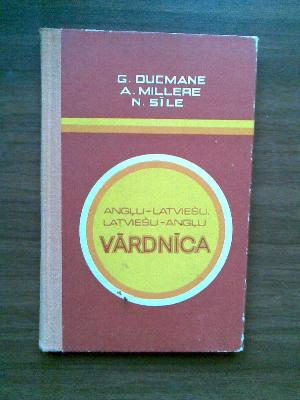 G. DUCMANE
A. MILLERE
N. SĪLE
ANGĻU-LATVIEŠU,
LATVIEŠU-ANGĻU
VĀRDNĪCA